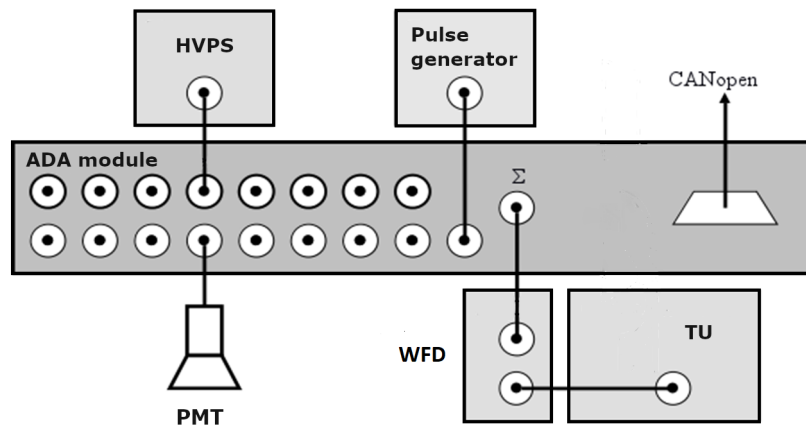 HVPS
Pulse
generator
CANopen
ADA module
Σ
WFD
TU
PMT